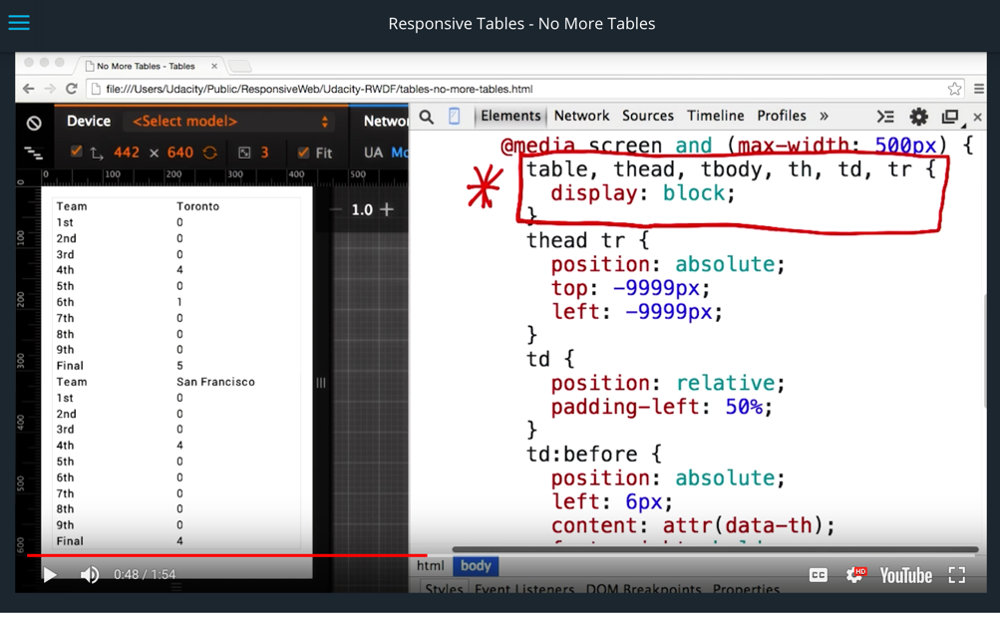 Responsive Tables - No More Tables
No More Tables - Tables ×
file:///Users/Udacity/Public/ResponsiveWeb/Udacity-RWDF/tables-no-more-tables.html
Device <Select model> Networ
442 × 640 3 Fit UA Mo
0 100 200 300 400 500
1.0
0 100 200 300 400 500 600
Team Toronto
1st 0
2nd 0
3rd 0
4th 4
5th 0
6th 1
7th 0
8th 0
9th 0
Final 5
Team San Francisco
1st 0
2nd 0
3rd 0
4th 4
5th 0
6th 0
7th 0
8th 0
9th 0
Final 4
Elements Network Sources Timeline Profiles »
@media screen and (max-width: 500px) {
table, thead, tbody, th, td, tr {
display: block;
}
thead tr {
position: absolute;
top: -9999px;
left: -9999px;
}
td {
position: relative;
padding-left: 50%;
}
td:before {
position: absolute;
left: 6px;
content: attr(data-th);
html body
Styles Event Listeners DOM Breakpoints Properties
0:48 / 1:54
CC HD YouTube